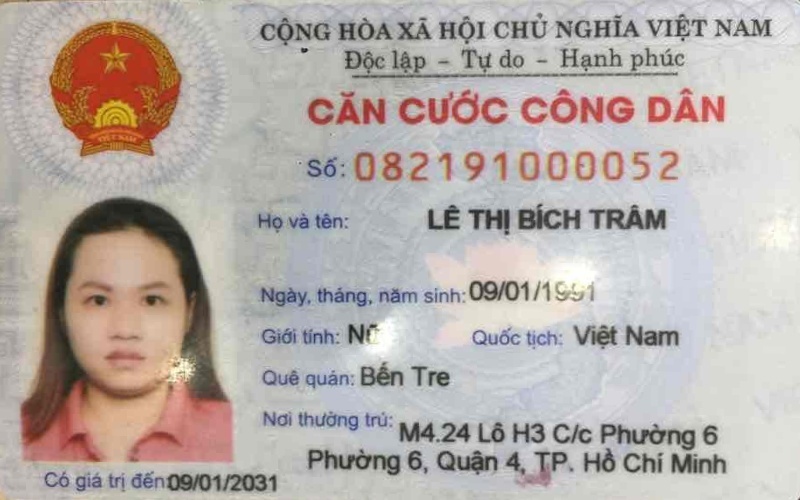 CỘNG HÒA XÃ HỘI CHỦ NGHĨA VIỆT NAM
Độc lập - Tự do - Hạnh phúc
CĂN CƯỚC CÔNG DÂN
Số: 082191000052
Họ và tên: LÊ THỊ BÍCH TRÂM
Ngày, tháng, năm sinh: 09/01/1991
Giới tính: Nữ Quốc tịch: Việt Nam
Quê quán: Bến Tre
Nơi thường trú: M4.24 Lô H3 C/c Phường 6
Phường 6, Quận 4, TP. Hồ Chí Minh
Có giá trị đến: 09/01/2031
VIỆT NAM